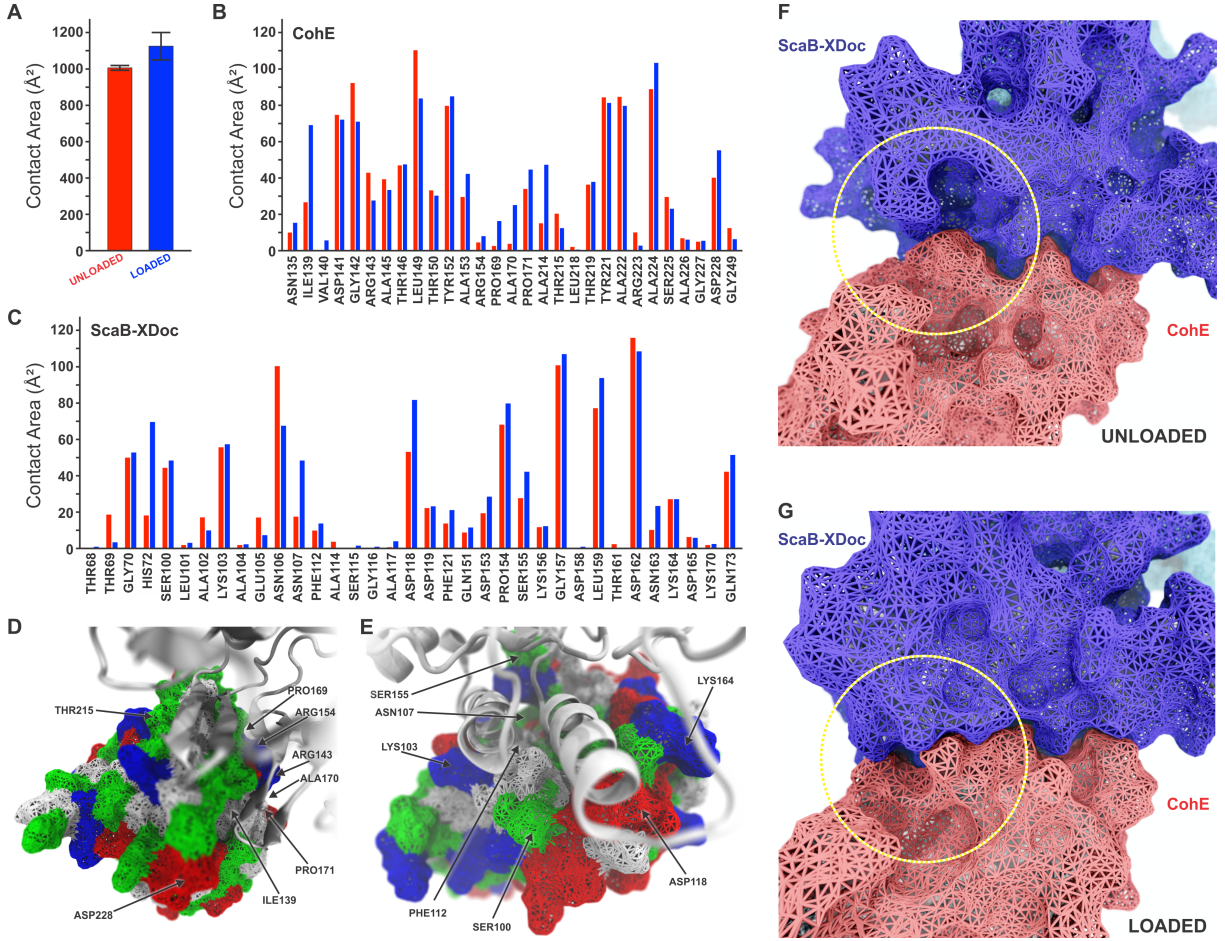 A
Contact Area (Å²)
1200
1000
800
600
400
200
0
UNLOADED
LOADED
B
CohE
Contact Area (Å²)
120
100
80
60
40
20
0
ASN135
ILE139
VAL140
ASP141
GLY142
ARG143
ALA145
THR146
LEU149
THR150
TYR152
ALA153
ARG154
PRO169
ALA170
PRO171
ALA214
THR215
LEU218
THR219
TYR221
ALA222
ARG223
ALA224
SER225
ALA226
GLY227
ASP228
GLY249
C
ScaB-XDoc
Contact Area (Å²)
120
100
80
60
40
20
0
THR68
THR69
GLY70
HIS72
SER100
LEU101
ALA102
LYS103
ALA104
GLU105
ASN106
ASN107
PHE112
ALA114
SER115
GLY116
ALA117
ASP118
ASP119
PHE121
GLN151
ASP153
PRO154
SER155
LYS156
GLY157
ASP158
LEU159
THR161
ASP162
ASN163
LYS164
ASP165
LYS170
GLN173
D
THR215
PRO169
ARG154
ARG143
ALA170
PRO171
ILE139
ASP228
E
SER155
ASN107
LYS103
LYS164
ASP118
PHE112
SER100
F
ScaB-XDoc
CohE
UNLOADED
G
ScaB-XDoc
CohE
LOADED